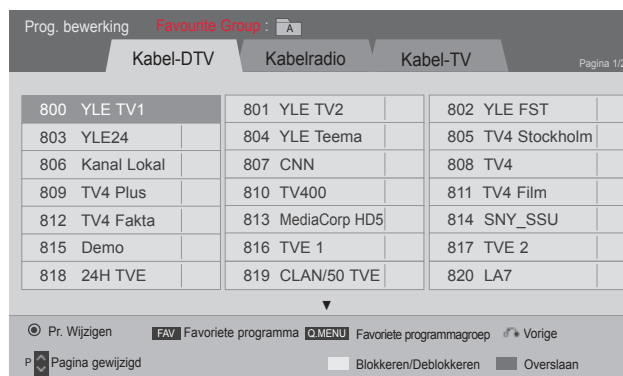 Prog. bewerking Favourite Group : A
Kabel-DTV Kabelradio Kabel-TV Pagina 1/2
800 YLE TV1 801 YLE TV2 802 YLE FST
803 YLE24 804 YLE Teema 805 TV4 Stockholm
806 Kanal Lokal 807 CNN 808 TV4
809 TV4 Plus 810 TV400 811 TV4 Film
812 TV4 Fakta 813 MediaCorp HD5 814 SNY_SSU
815 Demo 816 TVE 1 817 TVE 2
818 24H TVE 819 CLAN/50 TVE 820 LA7
Pr. Wijzigen FAV Favoriete programma Q.MENU Favoriete programmagroep Vorige
P Pagina gewijzigd Blokkeren/Deblokkeren Overslaan